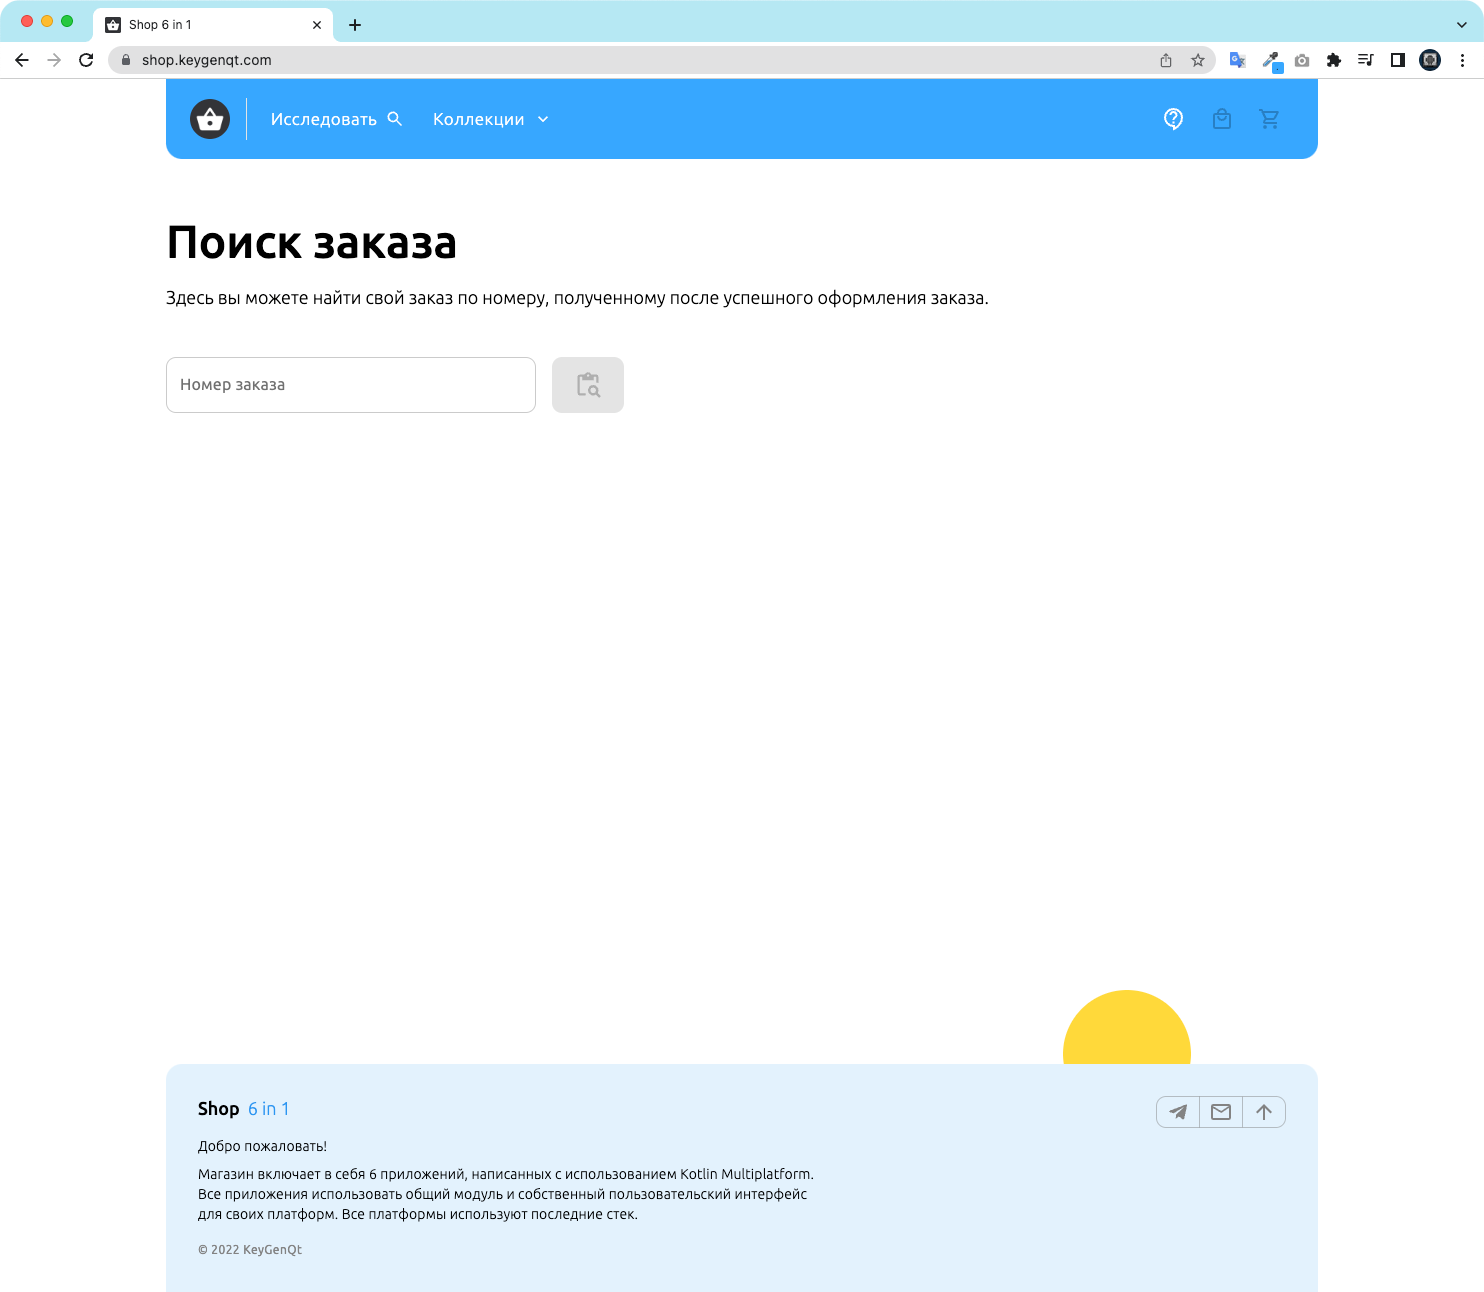 Shop 6 in 1
shop.keygenqt.com
Исследовать
Коллекции
Поиск заказа
Здесь вы можете найти свой заказ по номеру, полученному после успешного оформления заказа.
Номер заказа
Shop 6 in 1
Добро пожаловать!
Магазин включает в себя 6 приложений, написанных с использованием Kotlin Multiplatform.
Все приложения использовать общий модуль и собственный пользовательский интерфейс
для своих платформ. Все платформы используют последние стек.
© 2022 KeyGenQt